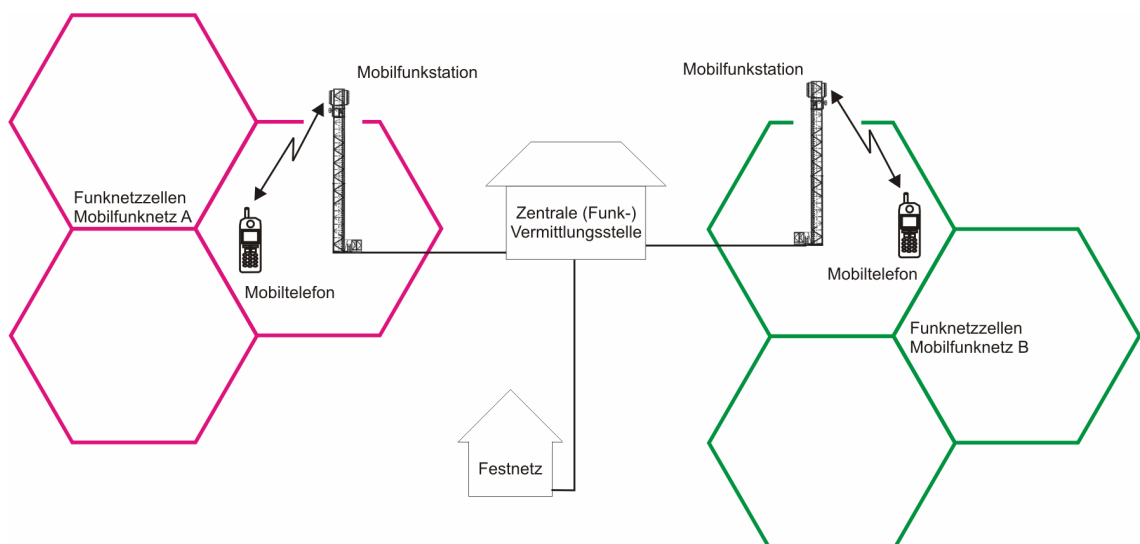 Mobilfunkstation
Mobilfunkstation
Funknetzzellen
Mobilfunknetz A
Zentrale (Funk-)
Vermittlungsstelle
Mobiltelefon
Mobiltelefon
Funknetzzellen
Mobilfunknetz B
Festnetz